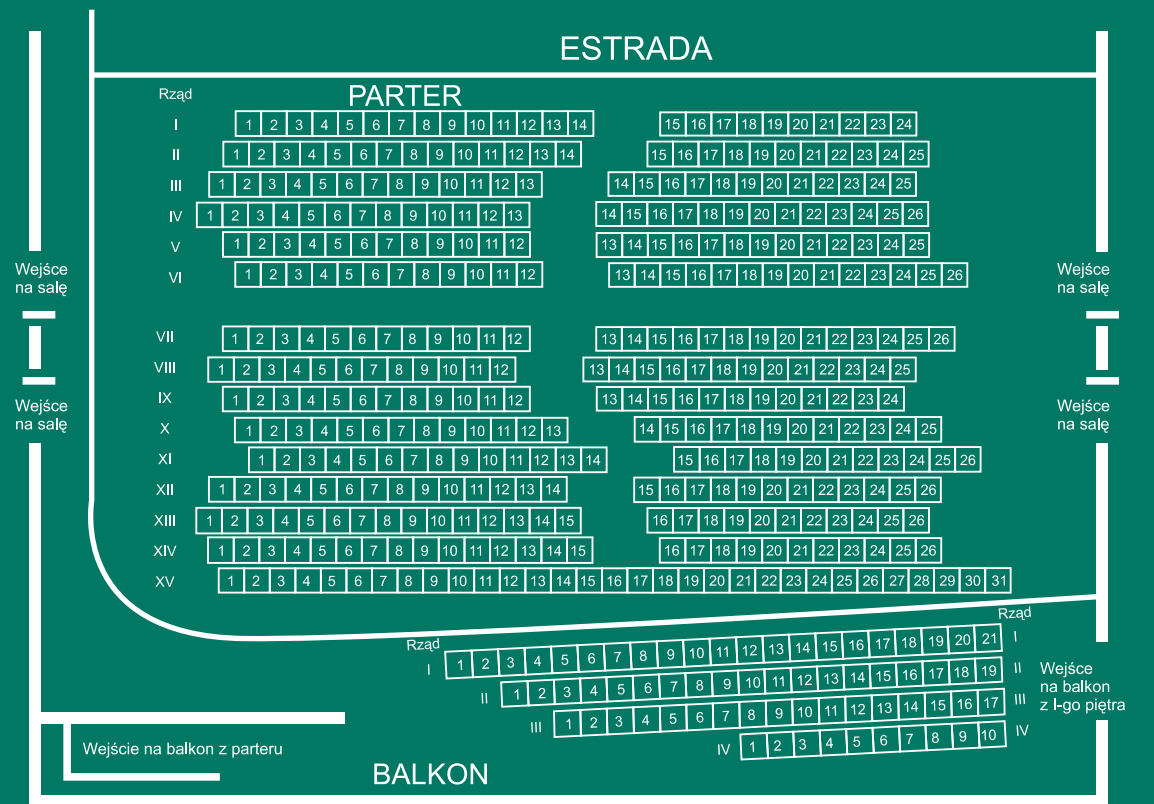 ESTRADA
Rząd PARTER
I 1 2 3 4 5 6 7 8 9 10 11 12 13 14 15 16 17 18 19 20 21 22 23 24
II 1 2 3 4 5 6 7 8 9 10 11 12 13 14 15 16 17 18 19 20 21 22 23 24 25
III 1 2 3 4 5 6 7 8 9 10 11 12 13 14 15 16 17 18 19 20 21 22 23 24 25
IV 1 2 3 4 5 6 7 8 9 10 11 12 13 14 15 16 17 18 19 20 21 22 23 24 25 26
V 1 2 3 4 5 6 7 8 9 10 11 12 13 14 15 16 17 18 19 20 21 22 23 24 25
VI 1 2 3 4 5 6 7 8 9 10 11 12 13 14 15 16 17 18 19 20 21 22 23 24 25 26
Wejśce
na salę
Wejśce
na salę
VII 1 2 3 4 5 6 7 8 9 10 11 12 13 14 15 16 17 18 19 20 21 22 23 24 25 26
VIII 1 2 3 4 5 6 7 8 9 10 11 12 13 14 15 16 17 18 19 20 21 22 23 24 25
IX 1 2 3 4 5 6 7 8 9 10 11 12 13 14 15 16 17 18 19 20 21 22 23 24
Wejśce
na salę
Wejśce
na salę
X 1 2 3 4 5 6 7 8 9 10 11 12 13 14 15 16 17 18 19 20 21 22 23 24 25
XI 1 2 3 4 5 6 7 8 9 10 11 12 13 14 15 16 17 18 19 20 21 22 23 24 25 26
XII 1 2 3 4 5 6 7 8 9 10 11 12 13 14 15 16 17 18 19 20 21 22 23 24 25 26
XIII 1 2 3 4 5 6 7 8 9 10 11 12 13 14 15 16 17 18 19 20 21 22 23 24 25 26
XIV 1 2 3 4 5 6 7 8 9 10 11 12 13 14 15 16 17 18 19 20 21 22 23 24 25 26
XV 1 2 3 4 5 6 7 8 9 10 11 12 13 14 15 16 17 18 19 20 21 22 23 24 25 26 27 28 29 30 31
Rząd Rząd
I 1 2 3 4 5 6 7 8 9 10 11 12 13 14 15 16 17 18 19 20 21 I
II 1 2 3 4 5 6 7 8 9 10 11 12 13 14 15 16 17 18 19 II
III 1 2 3 4 5 6 7 8 9 10 11 12 13 14 15 16 17 III
IV 1 2 3 4 5 6 7 8 9 10 IV
Wejśce
na balkon
z I-go piętra
Wejście na balkon z parteru
BALKON